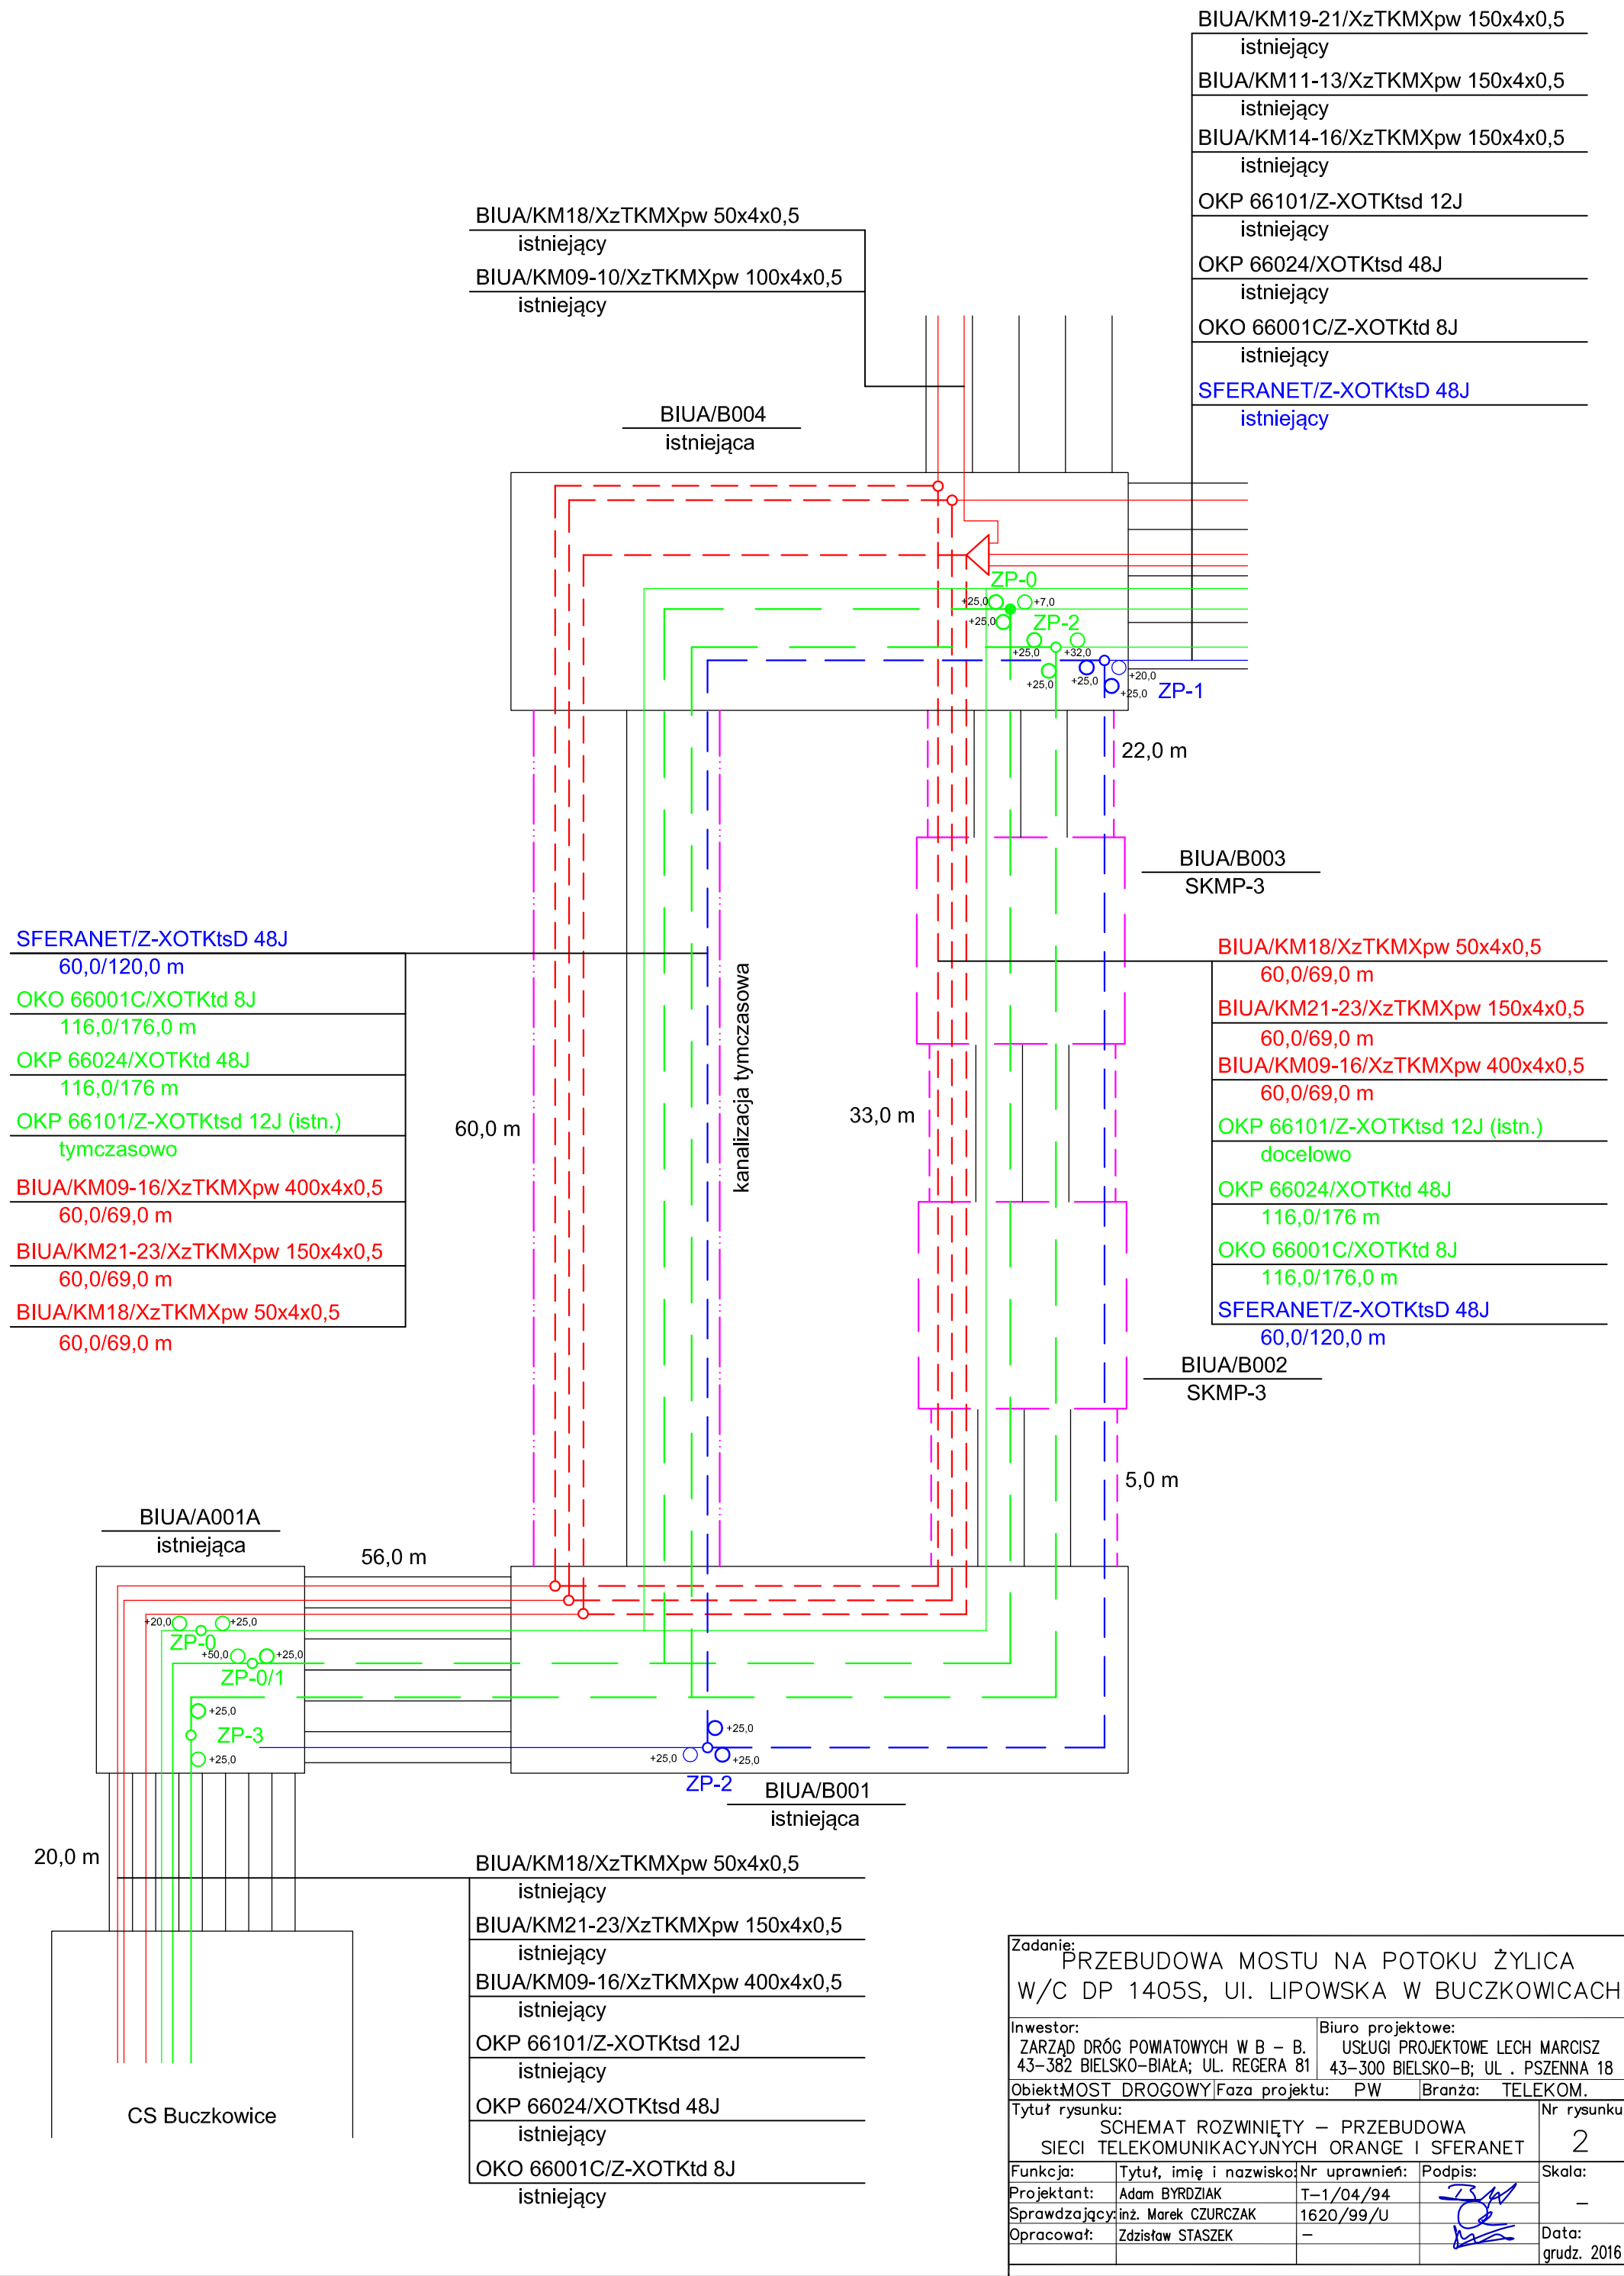 BIUA/KM19-21/XzTKMXpw 150x4x0,5
istniejący
BIUA/KM11-13/XzTKMXpw 150x4x0,5
istniejący
BIUA/KM14-16/XzTKMXpw 150x4x0,5
istniejący
OKP 66101/Z-XOTKtsd 12J
istniejący
OKP 66024/XOTKtsd 48J
istniejący
OKO 66001C/Z-XOTKtd 8J
istniejący
SFERANET/Z-XOTKtsD 48J
istniejący
BIUA/KM18/XzTKMXpw 50x4x0,5
istniejący
BIUA/KM09-10/XzTKMXpw 100x4x0,5
istniejący
BIUA/B004
istniejąca
ZP-0
+25,0
+7,0
+25,0
ZP-2
+25,0
+32,0
+25,0
+25,0
+20,0
+25,0
ZP-1
22,0 m
BIUA/B003
SKMP-3
SFERANET/Z-XOTKtsD 48J
60,0/120,0 m
OKO 66001C/XOTKtd 8J
116,0/176,0 m
OKP 66024/XOTKtd 48J
116,0/176 m
OKP 66101/Z-XOTKtsd 12J (istn.)
tymczasowo
BIUA/KM09-16/XzTKMXpw 400x4x0,5
60,0/69,0 m
BIUA/KM21-23/XzTKMXpw 150x4x0,5
60,0/69,0 m
BIUA/KM18/XzTKMXpw 50x4x0,5
60,0/69,0 m
60,0 m
kanalizacja tymczasowa
33,0 m
BIUA/KM18/XzTKMXpw 50x4x0,5
60,0/69,0 m
BIUA/KM21-23/XzTKMXpw 150x4x0,5
60,0/69,0 m
BIUA/KM09-16/XzTKMXpw 400x4x0,5
60,0/69,0 m
OKP 66101/Z-XOTKtsd 12J (istn.)
docelowo
OKP 66024/XOTKtd 48J
116,0/176 m
OKO 66001C/XOTKtd 8J
116,0/176,0 m
SFERANET/Z-XOTKtsD 48J
60,0/120,0 m
BIUA/B002
SKMP-3
5,0 m
BIUA/A001A
istniejąca
56,0 m
+20,0
+25,0
ZP-0
+50,0
+25,0
ZP-0/1
+25,0
ZP-3
+25,0
+25,0
+25,0
+25,0
ZP-2
BIUA/B001
istniejąca
20,0 m
CS Buczkowice
BIUA/KM18/XzTKMXpw 50x4x0,5
istniejący
BIUA/KM21-23/XzTKMXpw 150x4x0,5
istniejący
BIUA/KM09-16/XzTKMXpw 400x4x0,5
istniejący
OKP 66101/Z-XOTKtsd 12J
istniejący
OKP 66024/XOTKtsd 48J
istniejący
OKO 66001C/Z-XOTKtd 8J
istniejący
Zadanie:
PRZEBUDOWA MOSTU NA POTOKU ŻYLICA
W/C DP 1405S, Ul. LIPOWSKA W BUCZKOWICACH
Inwestor:
ZARZĄD DRÓG POWIATOWYCH W B – B.
43–382 BIELSKO–BIAŁA; UL. REGERA 81
Biuro projektowe:
USŁUGI PROJEKTOWE LECH MARCISZ
43–300 BIELSKO–B; UL . PSZENNA 18
Obiekt: MOST DROGOWY Faza projektu: PW Branża: TELEKOM.
Tytuł rysunku:
SCHEMAT ROZWINIĘTY – PRZEBUDOWA
SIECI TELEKOMUNIKACYJNYCH ORANGE I SFERANET
Nr rysunku
2
Funkcja: Tytuł, imię i nazwisko: Nr uprawnień: Podpis: Skala:
Projektant: Adam BYRDZIAK T–1/04/94
–
Sprawdzający: inż. Marek CZURCZAK 1620/99/U
Opracował: Zdzisław STASZEK –
Data:
grudz. 2016